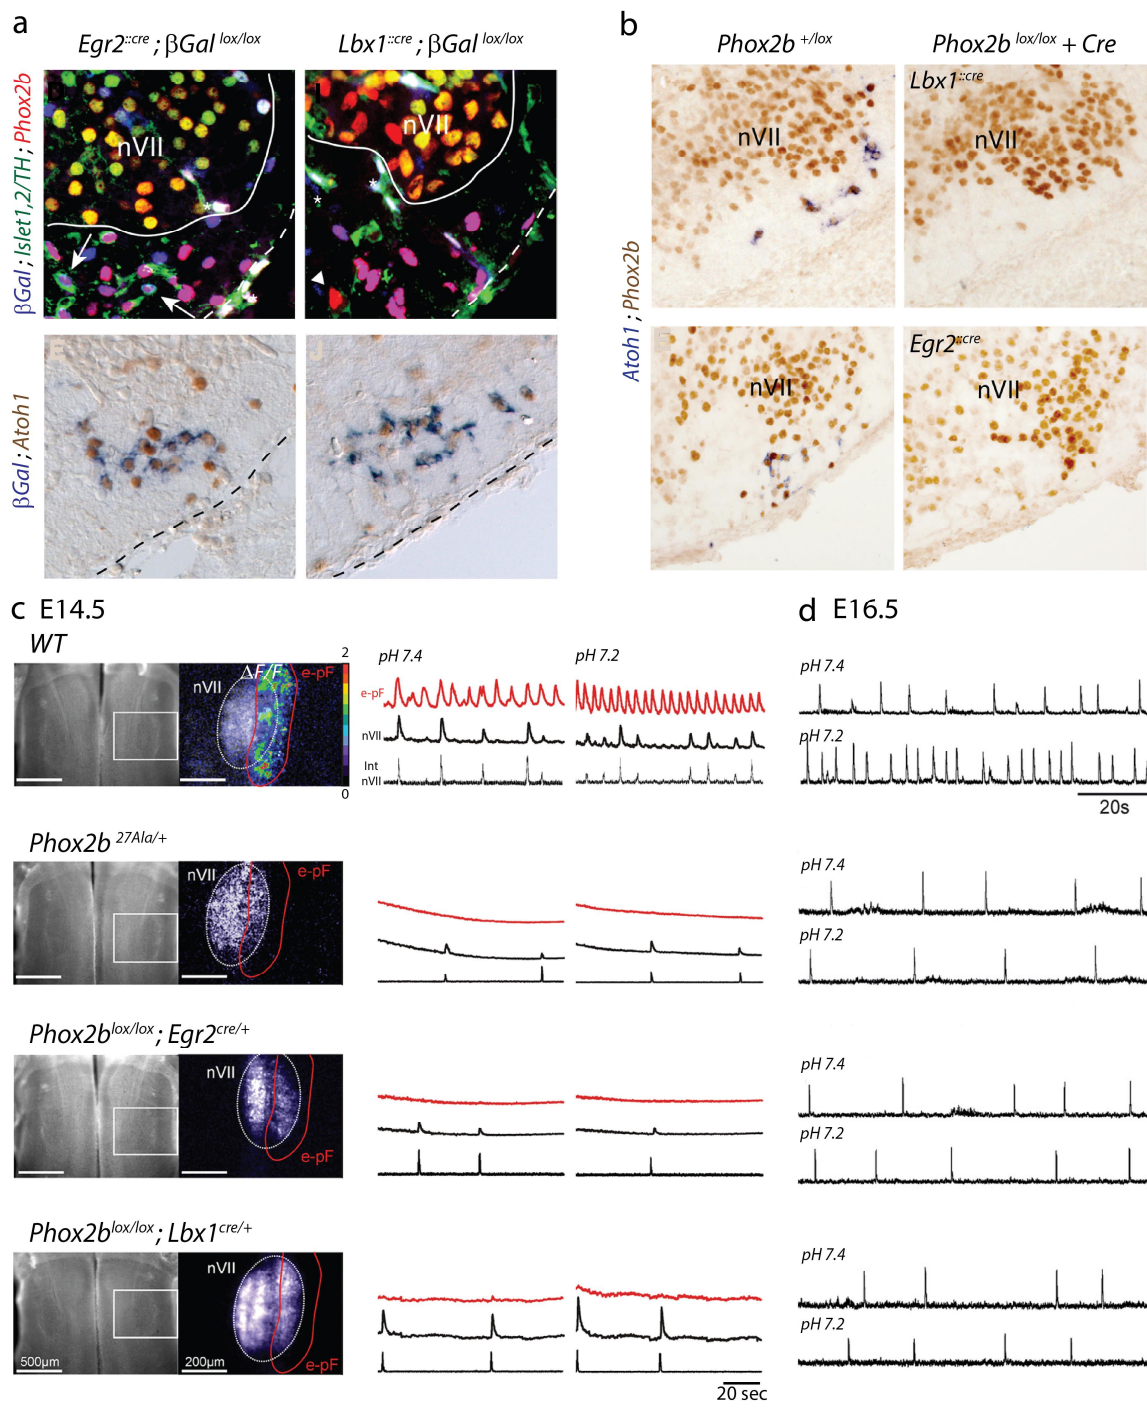 a
Egr2::cre ; βGal lox/lox
Lbx1::cre ; βGal lox/lox
βGal ; Islet1,2/TH ; Phox2b
nVII
*
*
nVII
*
*
βGal ; Atoh1
b
Phox2b +/lox
Phox2b lox/lox + Cre
Atoh1 ; Phox2b
nVII
Lbx1::cre
nVII
nVII
Egr2::cre
nVII
c E14.5
WT
nVII
ΔF/F
e-pF
2
0
pH 7.4
pH 7.2
e-pF
nVII
Int
nVII
Phox2b 27Ala/+
nVII
e-pF
Phox2b lox/lox ; Egr2 cre/+
nVII
e-pF
Phox2b lox/lox ; Lbx1 cre/+
nVII
e-pF
500µm
200µm
20 sec
d E16.5
pH 7.4
pH 7.2
20s
pH 7.4
pH 7.2
pH 7.4
pH 7.2
pH 7.4
pH 7.2